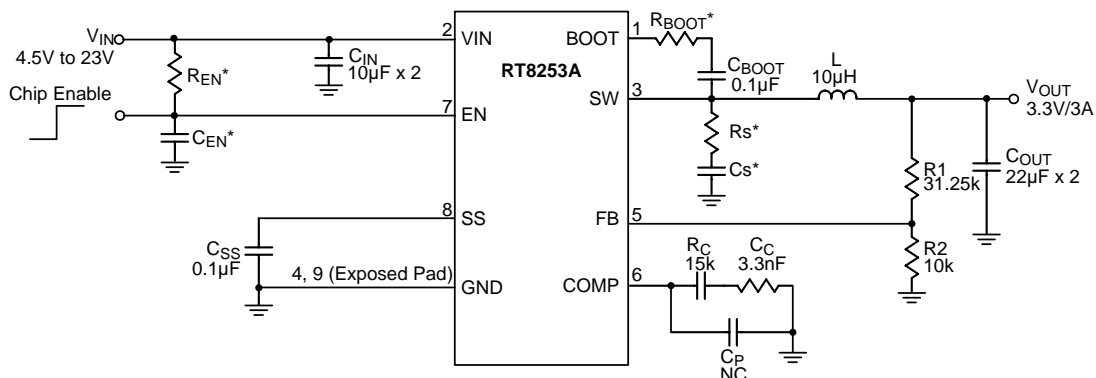 VIN
4.5V to 23V
Chip Enable
REN*
CEN*
CIN
10μF x 2
2
VIN
7
EN
8
SS
CSS
0.1μF
4, 9 (Exposed Pad)
GND
RT8253A
BOOT
1
RBOOT*
CBOOT
0.1μF
SW
3
L
10μH
Rs*
Cs*
VOUT
3.3V/3A
R1
31.25k
COUT
22μF x 2
FB
5
R2
10k
COMP
6
RC
15k
CC
3.3nF
CP
NC